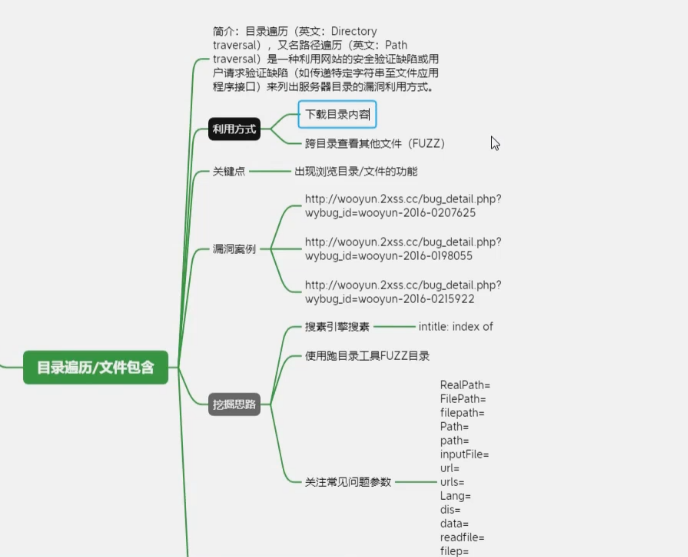 简介：目录遍历（英文：Directory
traversal），又名路径遍历（英文：Path
traversal）是一种利用网站的安全验证缺陷或用
户请求验证缺陷（如传递特定字符串至文件应用
程序接口）来列出服务器目录的漏洞利用方式。
利用方式
下载目录内容
跨目录查看其他文件（FUZZ）
关键点
出现浏览目录/文件的功能
漏洞案例
http://wooyun.2xss.cc/bug_detail.php?
wybug_id=wooyun-2016-0207625
http://wooyun.2xss.cc/bug_detail.php?
wybug_id=wooyun-2016-0198055
http://wooyun.2xss.cc/bug_detail.php?
wybug_id=wooyun-2016-0215922
目录遍历/文件包含
挖掘思路
搜素引擎搜素
intitle: index of
使用跑目录工具FUZZ目录
关注常见问题参数
RealPath=
FilePath=
filepath=
Path=
path=
inputFile=
url=
urls=
Lang=
dis=
data=
readfile=
filep=